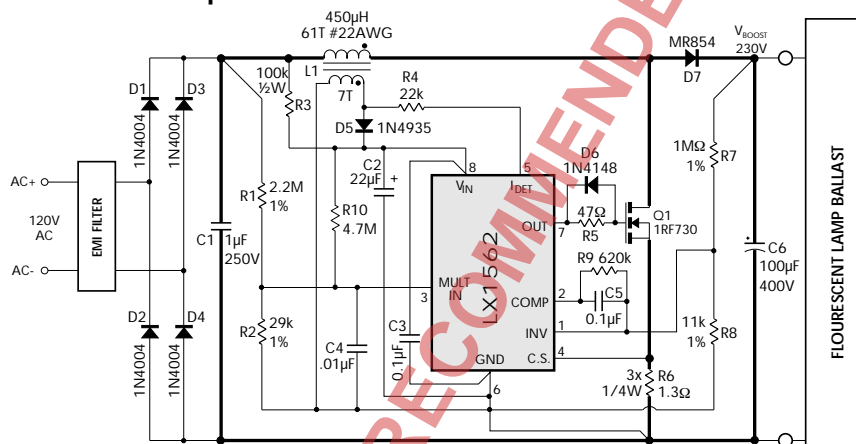 450µH
61T #22AWG
L1
7T
100k
½W
R3
R4
22k
D5
1N4935
MR854
D7
VBOOST
230V
D1
D3
1N4004
1N4004
AC+
120V
AC
AC-
EMI FILTER
D2
D4
1N4004
1N4004
C1
1µF
250V
R1
2.2M
1%
R2
29k
1%
R10
4.7M
C2
22µF
+
C4
.01µF
C3
0.1µF
8
VIN
5
IDET
OUT
7
MULT
IN
3
LX1562
COMP
2
INV
1
C.S.
4
GND
6
D6
1N4148
47Ω
R5
Q1
1RF730
R9 620k
C5
0.1µF
3x
1/4W
R6
1.3Ω
1MΩ
1%
R7
11k
1%
R8
C6
100µF
400V
FLOURESCENT LAMP BALLAST
RECOMMENDE